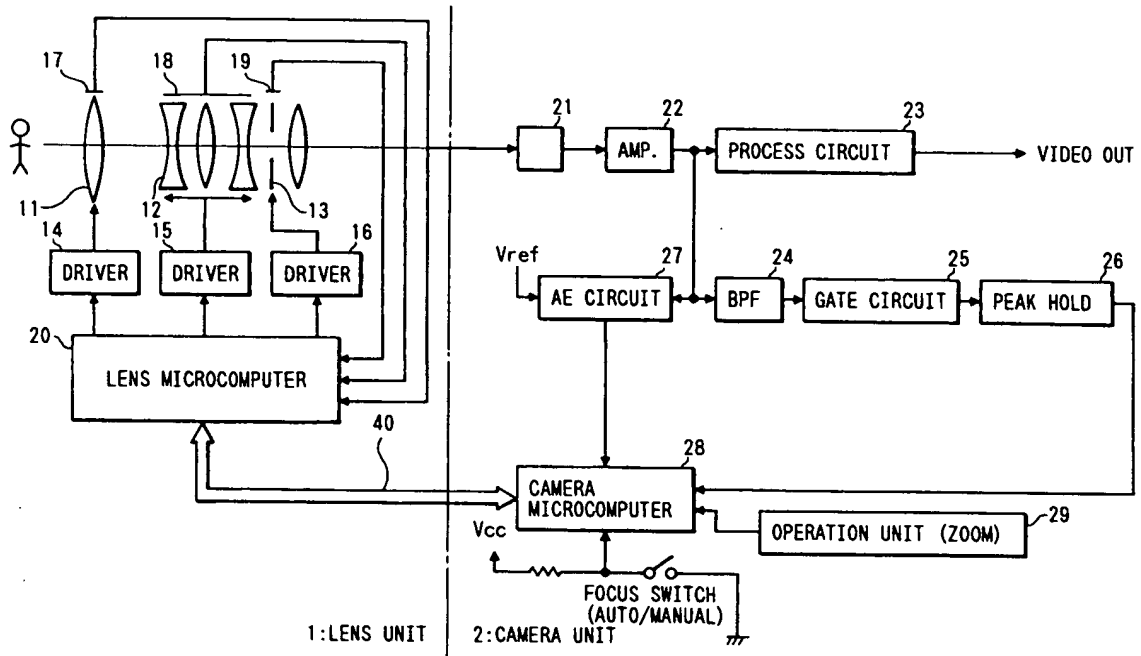 17
18
19
11
12
13
14
15
16
DRIVER
DRIVER
DRIVER
20
LENS MICROCOMPUTER
40
1:LENS UNIT
21
22
23
AMP.
PROCESS CIRCUIT
VIDEO OUT
Vref
27
24
25
26
AE CIRCUIT
BPF
GATE CIRCUIT
PEAK HOLD
28
CAMERA
MICROCOMPUTER
29
OPERATION UNIT (ZOOM)
Vcc
FOCUS SWITCH
(AUTO/MANUAL)
2:CAMERA UNIT